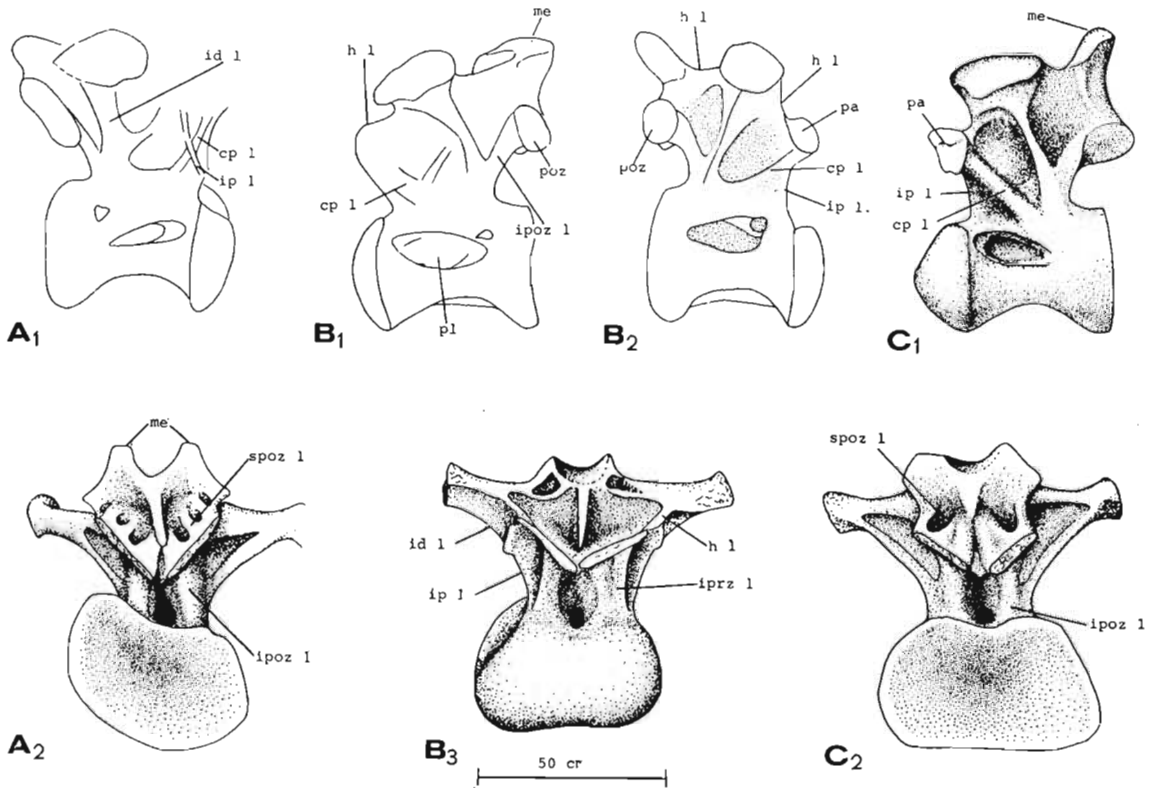 id l
cp l
ip l
A1
h l
me
poz
cp l
ipoz l
pl
B1
h l
h l
pa
poz
cp l
ip l.
B2
me
pa
ip l
cp l
C1
me
spoz l
ipoz l
A2
id l
h l
ip l
iprz l
B3
50 cr
spoz l
ipoz l
C2